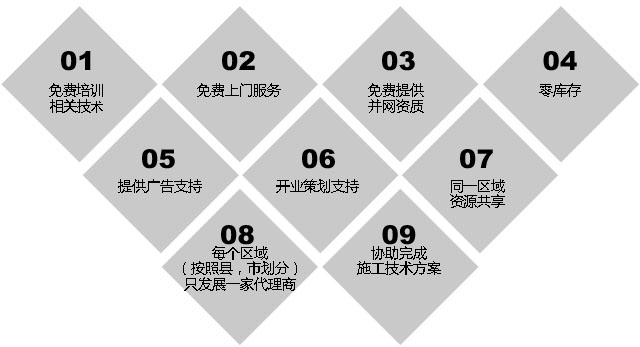 01
免费培训
相关技术
02
免费上门服务
03
免费提供
并网资质
04
零库存
05
提供广告支持
06
开业策划支持
07
同一区域
资源共享
08
每个区域
（按照县，市划分）
只发展一家代理商
09
协助完成
施工技术方案